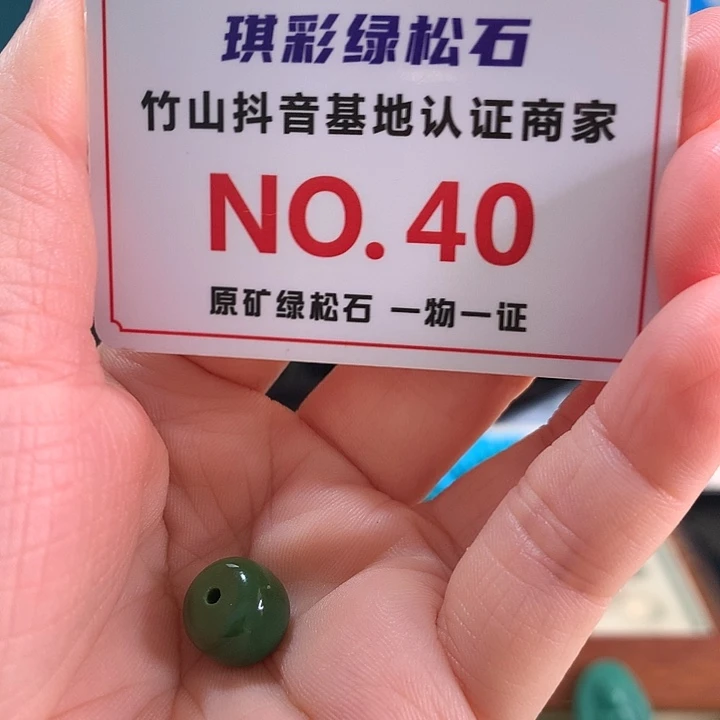 琪彩绿松石
竹山抖音基地认证商家
NO. 40
原矿绿松石 一物一证